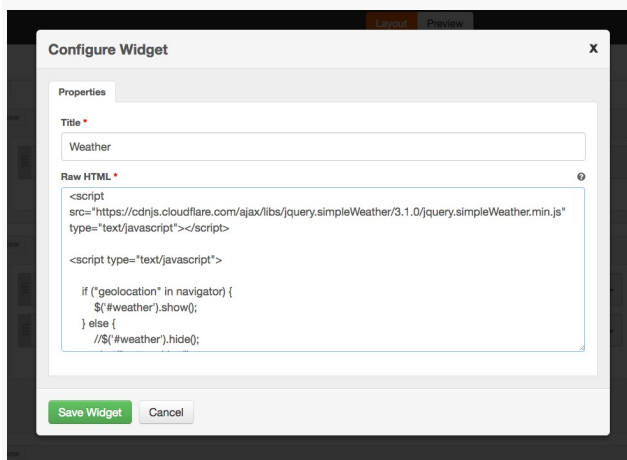 Layout Preview
Configure Widget x
Properties
Title *
Weather
Raw HTML *
<script
src="https://cdnjs.cloudflare.com/ajax/libs/jquery.simpleWeather/3.1.0/jquery.simpleWeather.min.js"
type="text/javascript"></script>
<script type="text/javascript">
if ("geolocation" in navigator) {
$('#weather').show();
} else {
//$('#weather').hide();
Save Widget Cancel